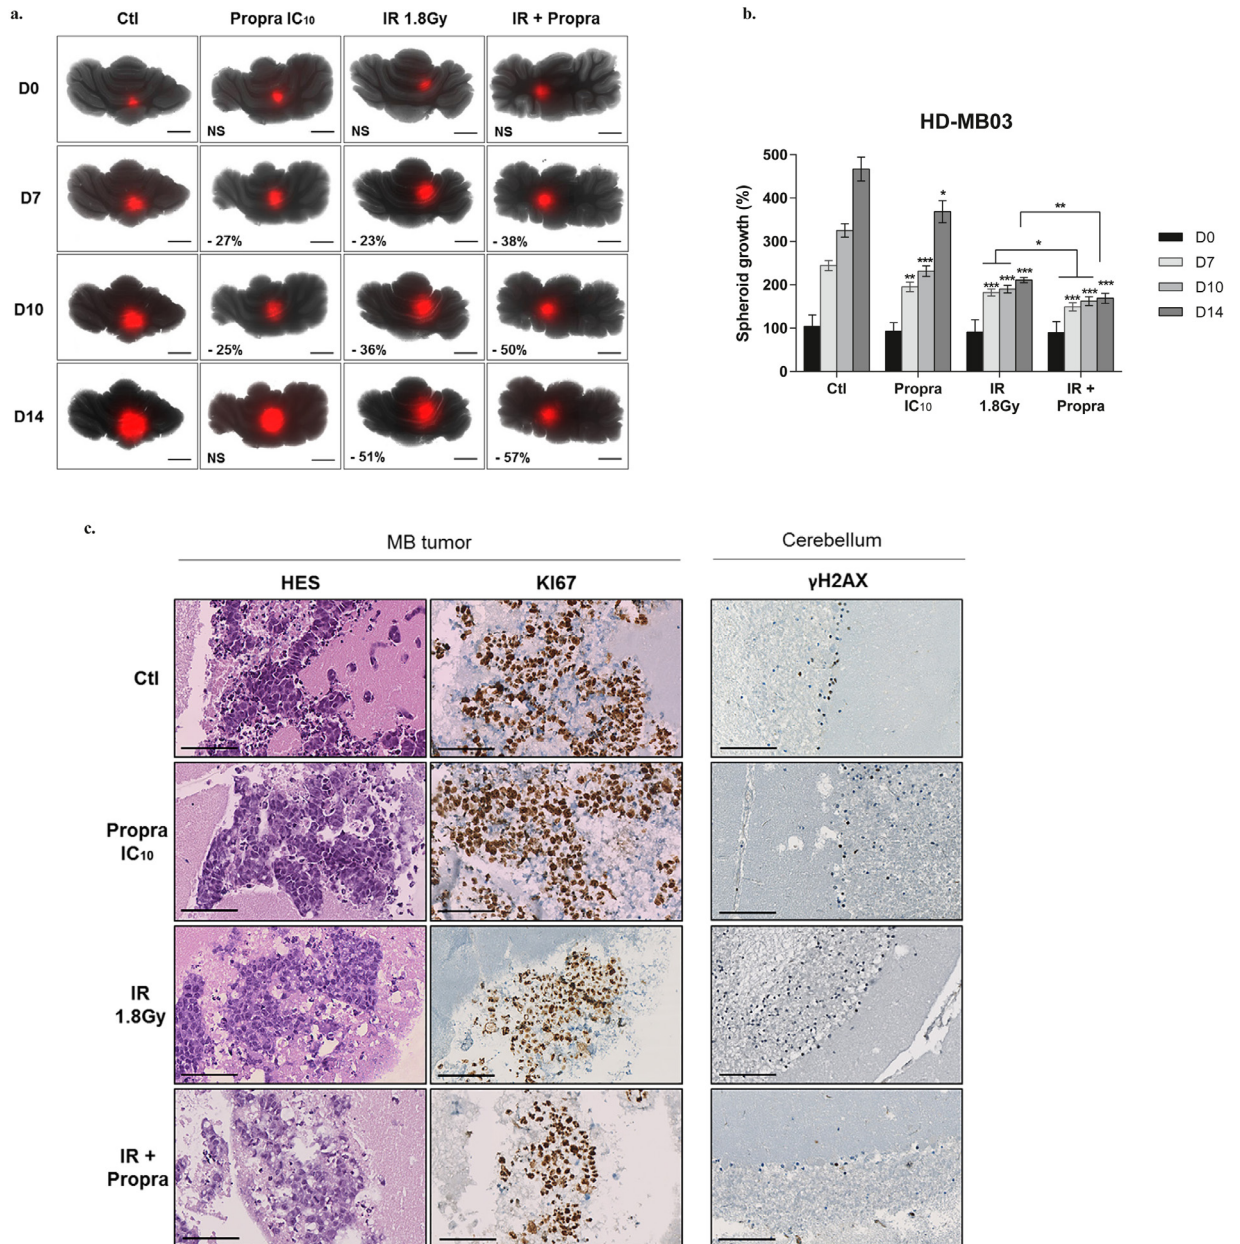 a.
Ctl Propra IC10 IR 1.8Gy IR + Propra
D0
NS NS NS
D7
- 27% - 23% - 38%
D10
- 25% - 36% - 50%
D14
NS - 51% - 57%
b.
HD-MB03
Spheroid growth (%)
500
400
300
200
100
0
*
** ***
*** *** ***
*** *** ***
*
**
Ctl Propra IR IR +
IC10 1.8Gy Propra
D0
D7
D10
D14
c.
MB tumor Cerebellum
HES KI67 γH2AX
Ctl
Propra
IC10
IR
1.8Gy
IR +
Propra